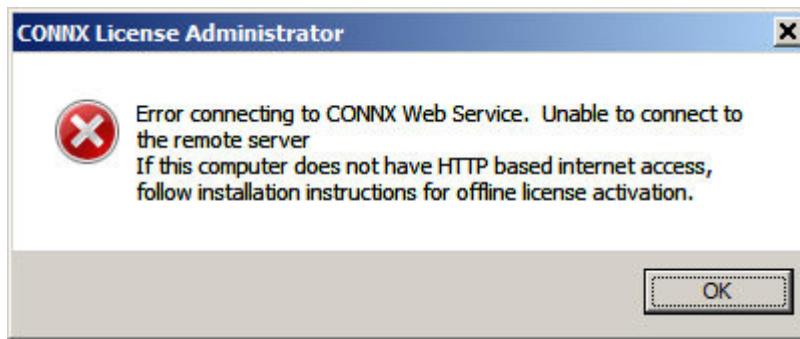 CONNX License Administrator
Error connecting to CONNX Web Service.  Unable to connect to
the remote server
If this computer does not have HTTP based internet access,
follow installation instructions for offline license activation.
OK